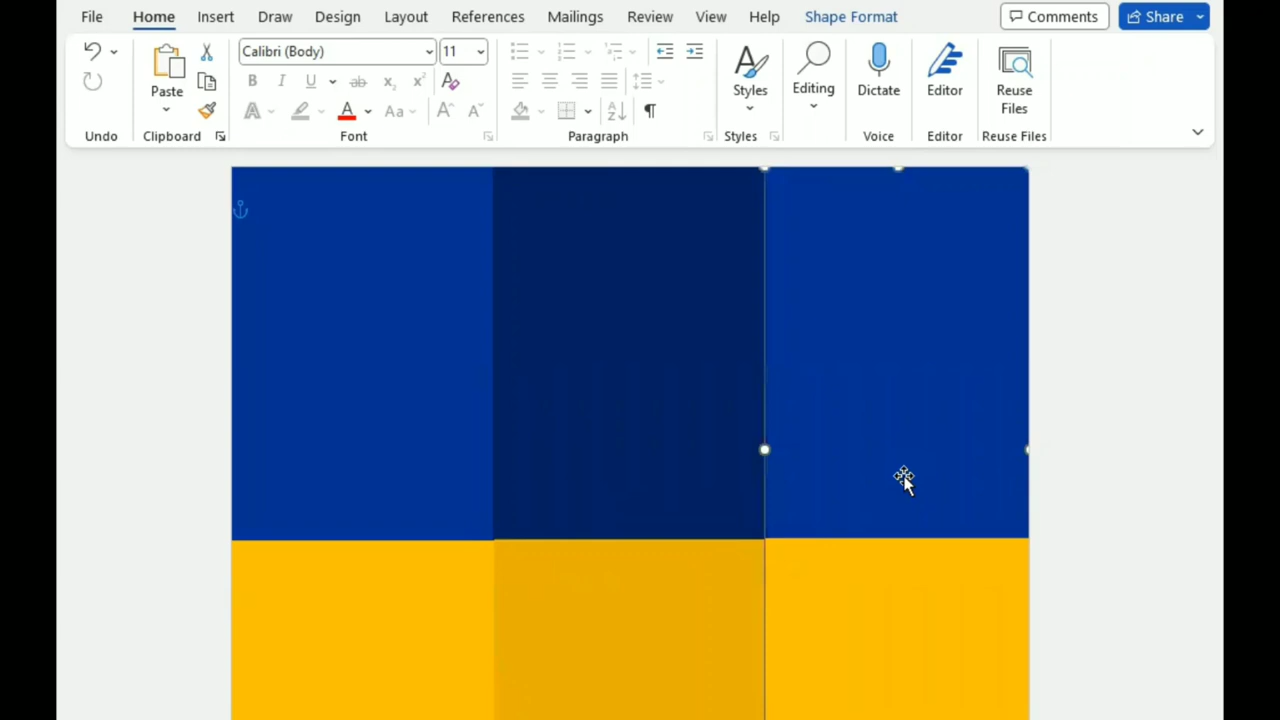 File Home Insert Draw Design Layout References Mailings Review View Help Shape Format Comments Share
Calibri (Body) 11
Paste
Styles
Editing
Dictate
Editor
Reuse
Files
Undo Clipboard Font Paragraph Styles Voice Editor Reuse Files